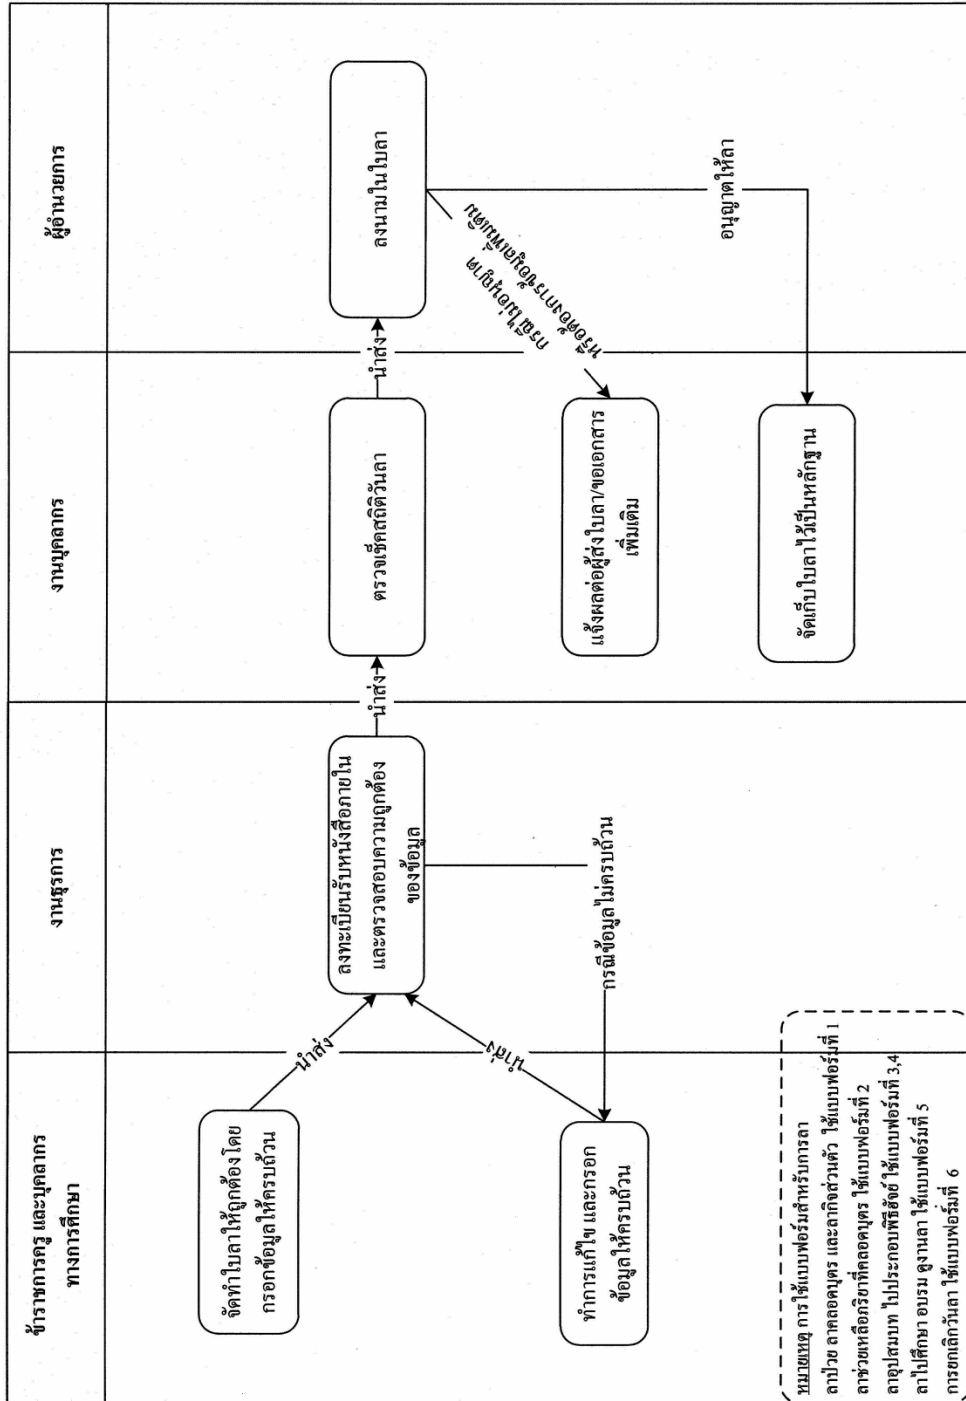 ข้าราชการครู และบุคลากร
ทางการศึกษา
งานธุรการ
งานบุคลากร
ผู้อำนวยการ
จัดทำใบลาให้ถูกต้องโดย
กรอกข้อมูลให้ครบถ้วน
นำส่ง
ลงทะเบียนรับหนังสือภายใน
และตรวจสอบความถูกต้อง
ของข้อมูล
นำส่ง
ตรวจเช็คสถิติวันลา
นำส่ง
ลงนามในใบลา
กรณีไม่อนุญาต
หรือต้องการข้อมูลเพิ่มเติม
อนุญาตให้ลา
นำส่ง
กรณีข้อมูลไม่ครบถ้วน
ทำการแก้ไข และกรอก
ข้อมูลให้ครบถ้วน
แจ้งผลต่อผู้ส่งใบลา/ขอเอกสาร
เพิ่มเติม
จัดเก็บใบลาไว้เป็นหลักฐาน
หมายเหตุ การใช้แบบฟอร์มสำหรับการลา
ลาป่วย ลาคลอดบุตร และลากิจส่วนตัว ใช้แบบฟอร์มที่ 1
ลาช่วยเหลือภริยาที่คลอดบุตร ใช้แบบฟอร์มที่ 2
ลาอุปสมบท ไปประกอบพิธีฮัจย์ ใช้แบบฟอร์มที่ 3,4
ลาไปศึกษา อบรม ดูงานลา ใช้แบบฟอร์มที่ 5
การยกเลิกวันลา ใช้แบบฟอร์มที่ 6